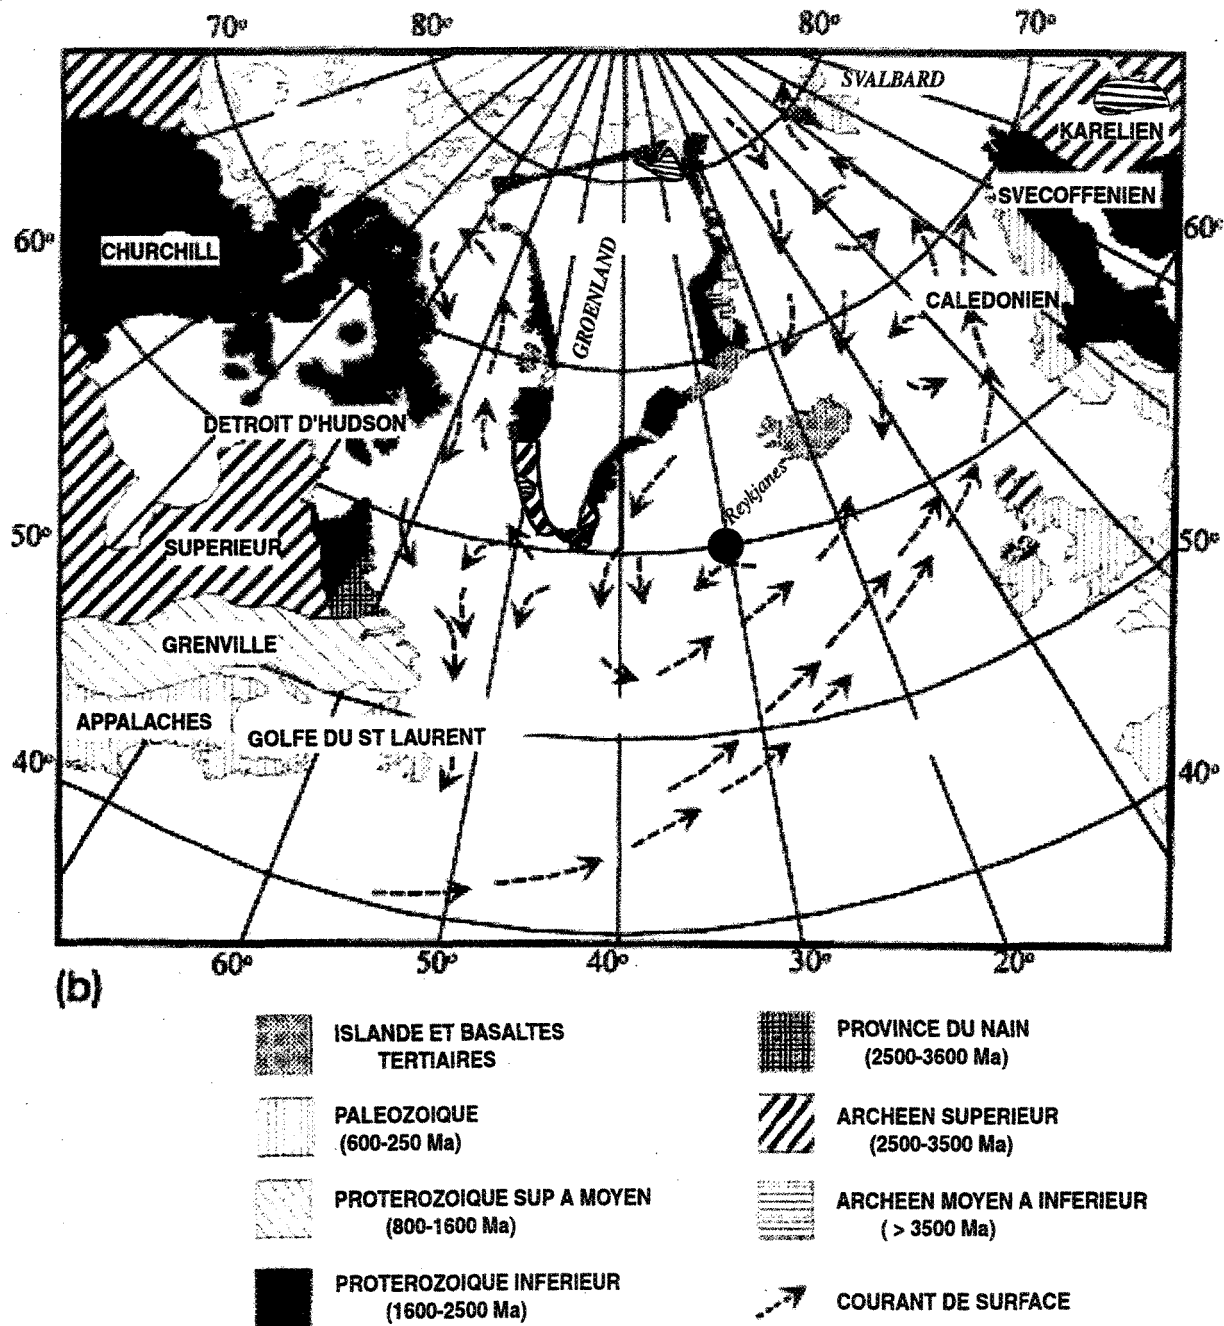 70° 80° 80° 70°
SVALBARD
KARELIEN
SVECOFFENIEN
60° CHURCHILL 60°
GROENLAND
CALEDONIEN
DETROIT D'HUDSON
Reykjanes
50° SUPERIEUR 50°
GRENVILLE
APPALACHES
GOLFE DU ST LAURENT
40° 40°
60° 50° 40° 30° 20°
(b)
ISLANDE ET BASALTES
TERTIAIRES
PALEOZOIQUE
(600-250 Ma)
PROTEROZOIQUE SUP A MOYEN
(800-1600 Ma)
PROTEROZOIQUE INFERIEUR
(1600-2500 Ma)
PROVINCE DU NAIN
(2500-3600 Ma)
ARCHEEN SUPERIEUR
(2500-3500 Ma)
ARCHEEN MOYEN A INFERIEUR
( > 3500 Ma)
COURANT DE SURFACE